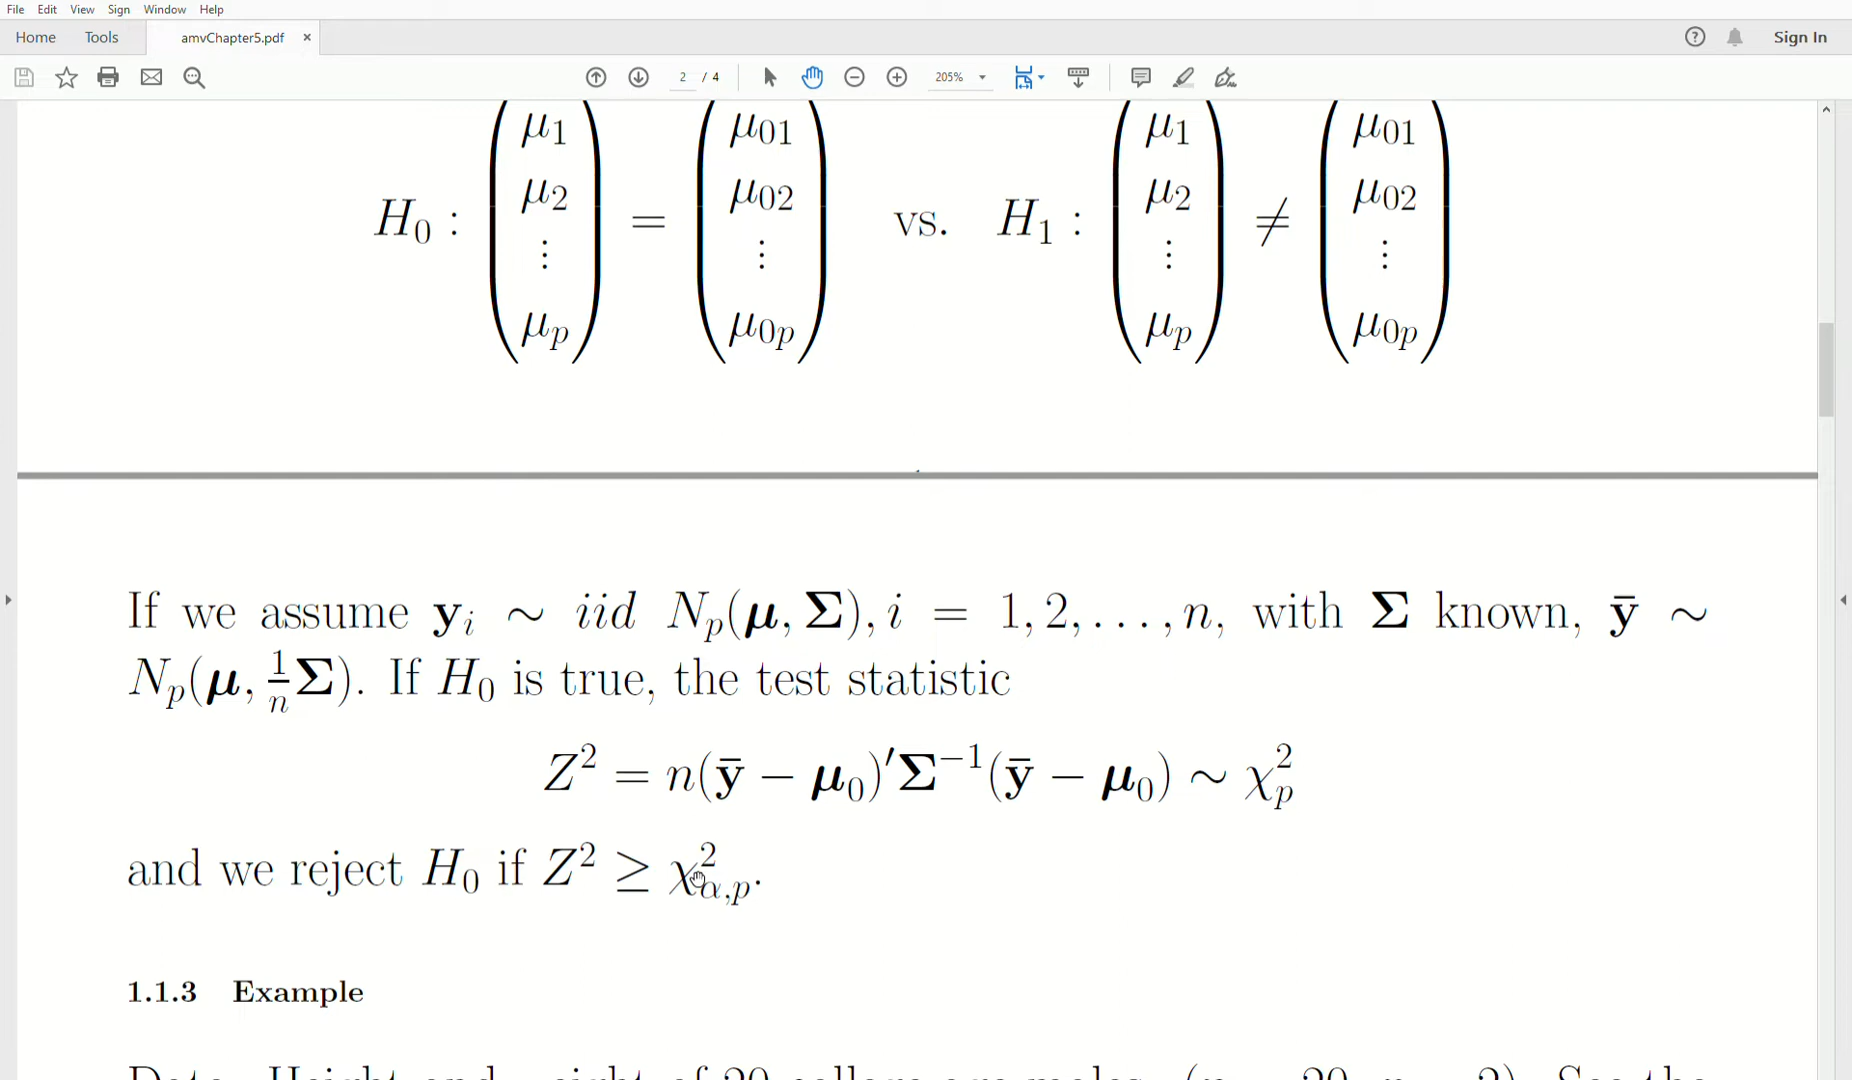 File Edit View Sign Window Help
Home Tools amvChapter5.pdf × Sign In
2 / 4 205%
H₀ : (μ₁ μ₂ ⋮ μₚ) = (μ₀₁ μ₀₂ ⋮ μ₀ₚ) vs. H₁ : (μ₁ μ₂ ⋮ μₚ) ≠ (μ₀₁ μ₀₂ ⋮ μ₀ₚ)
If we assume yᵢ ∼ iid Nₚ(μ, Σ), i = 1, 2, . . . , n, with Σ known, ȳ ∼
Nₚ(μ, 1/n Σ). If H₀ is true, the test statistic
Z² = n(ȳ − μ₀)′Σ⁻¹(ȳ − μ₀) ∼ χ²ₚ
and we reject H₀ if Z² ≥ χ²_{α,p}.
1.1.3 Example